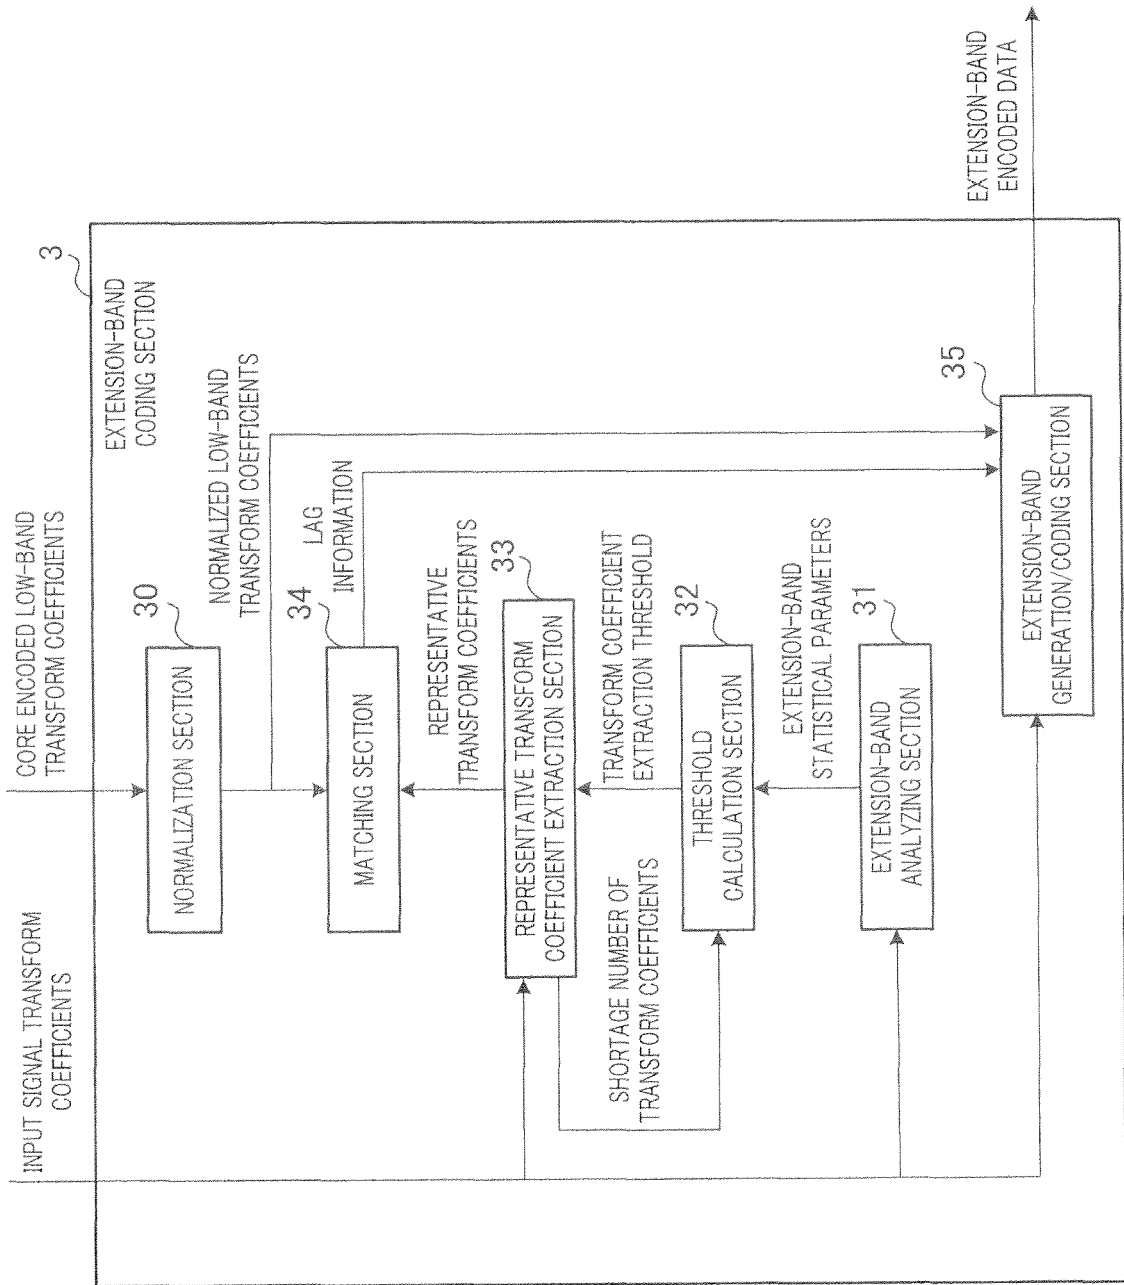 INPUT SIGNAL TRANSFORM
COEFFICIENTS
CORE ENCODED LOW-BAND
TRANSFORM COEFFICIENTS
3
EXTENSION-BAND
CODING SECTION
30
NORMALIZATION SECTION
NORMALIZED LOW-BAND
TRANSFORM COEFFICIENTS
34
MATCHING SECTION
LAG
INFORMATION
REPRESENTATIVE
TRANSFORM COEFFICIENTS
33
REPRESENTATIVE TRANSFORM
COEFFICIENT EXTRACTION SECTION
SHORTAGE NUMBER OF
TRANSFORM COEFFICIENTS
TRANSFORM COEFFICIENT
EXTRACTION THRESHOLD
32
THRESHOLD
CALCULATION SECTION
EXTENSION-BAND
STATISTICAL PARAMETERS
31
EXTENSION-BAND
ANALYZING SECTION
35
EXTENSION-BAND
GENERATION/CODING SECTION
EXTENSION-BAND
ENCODED DATA